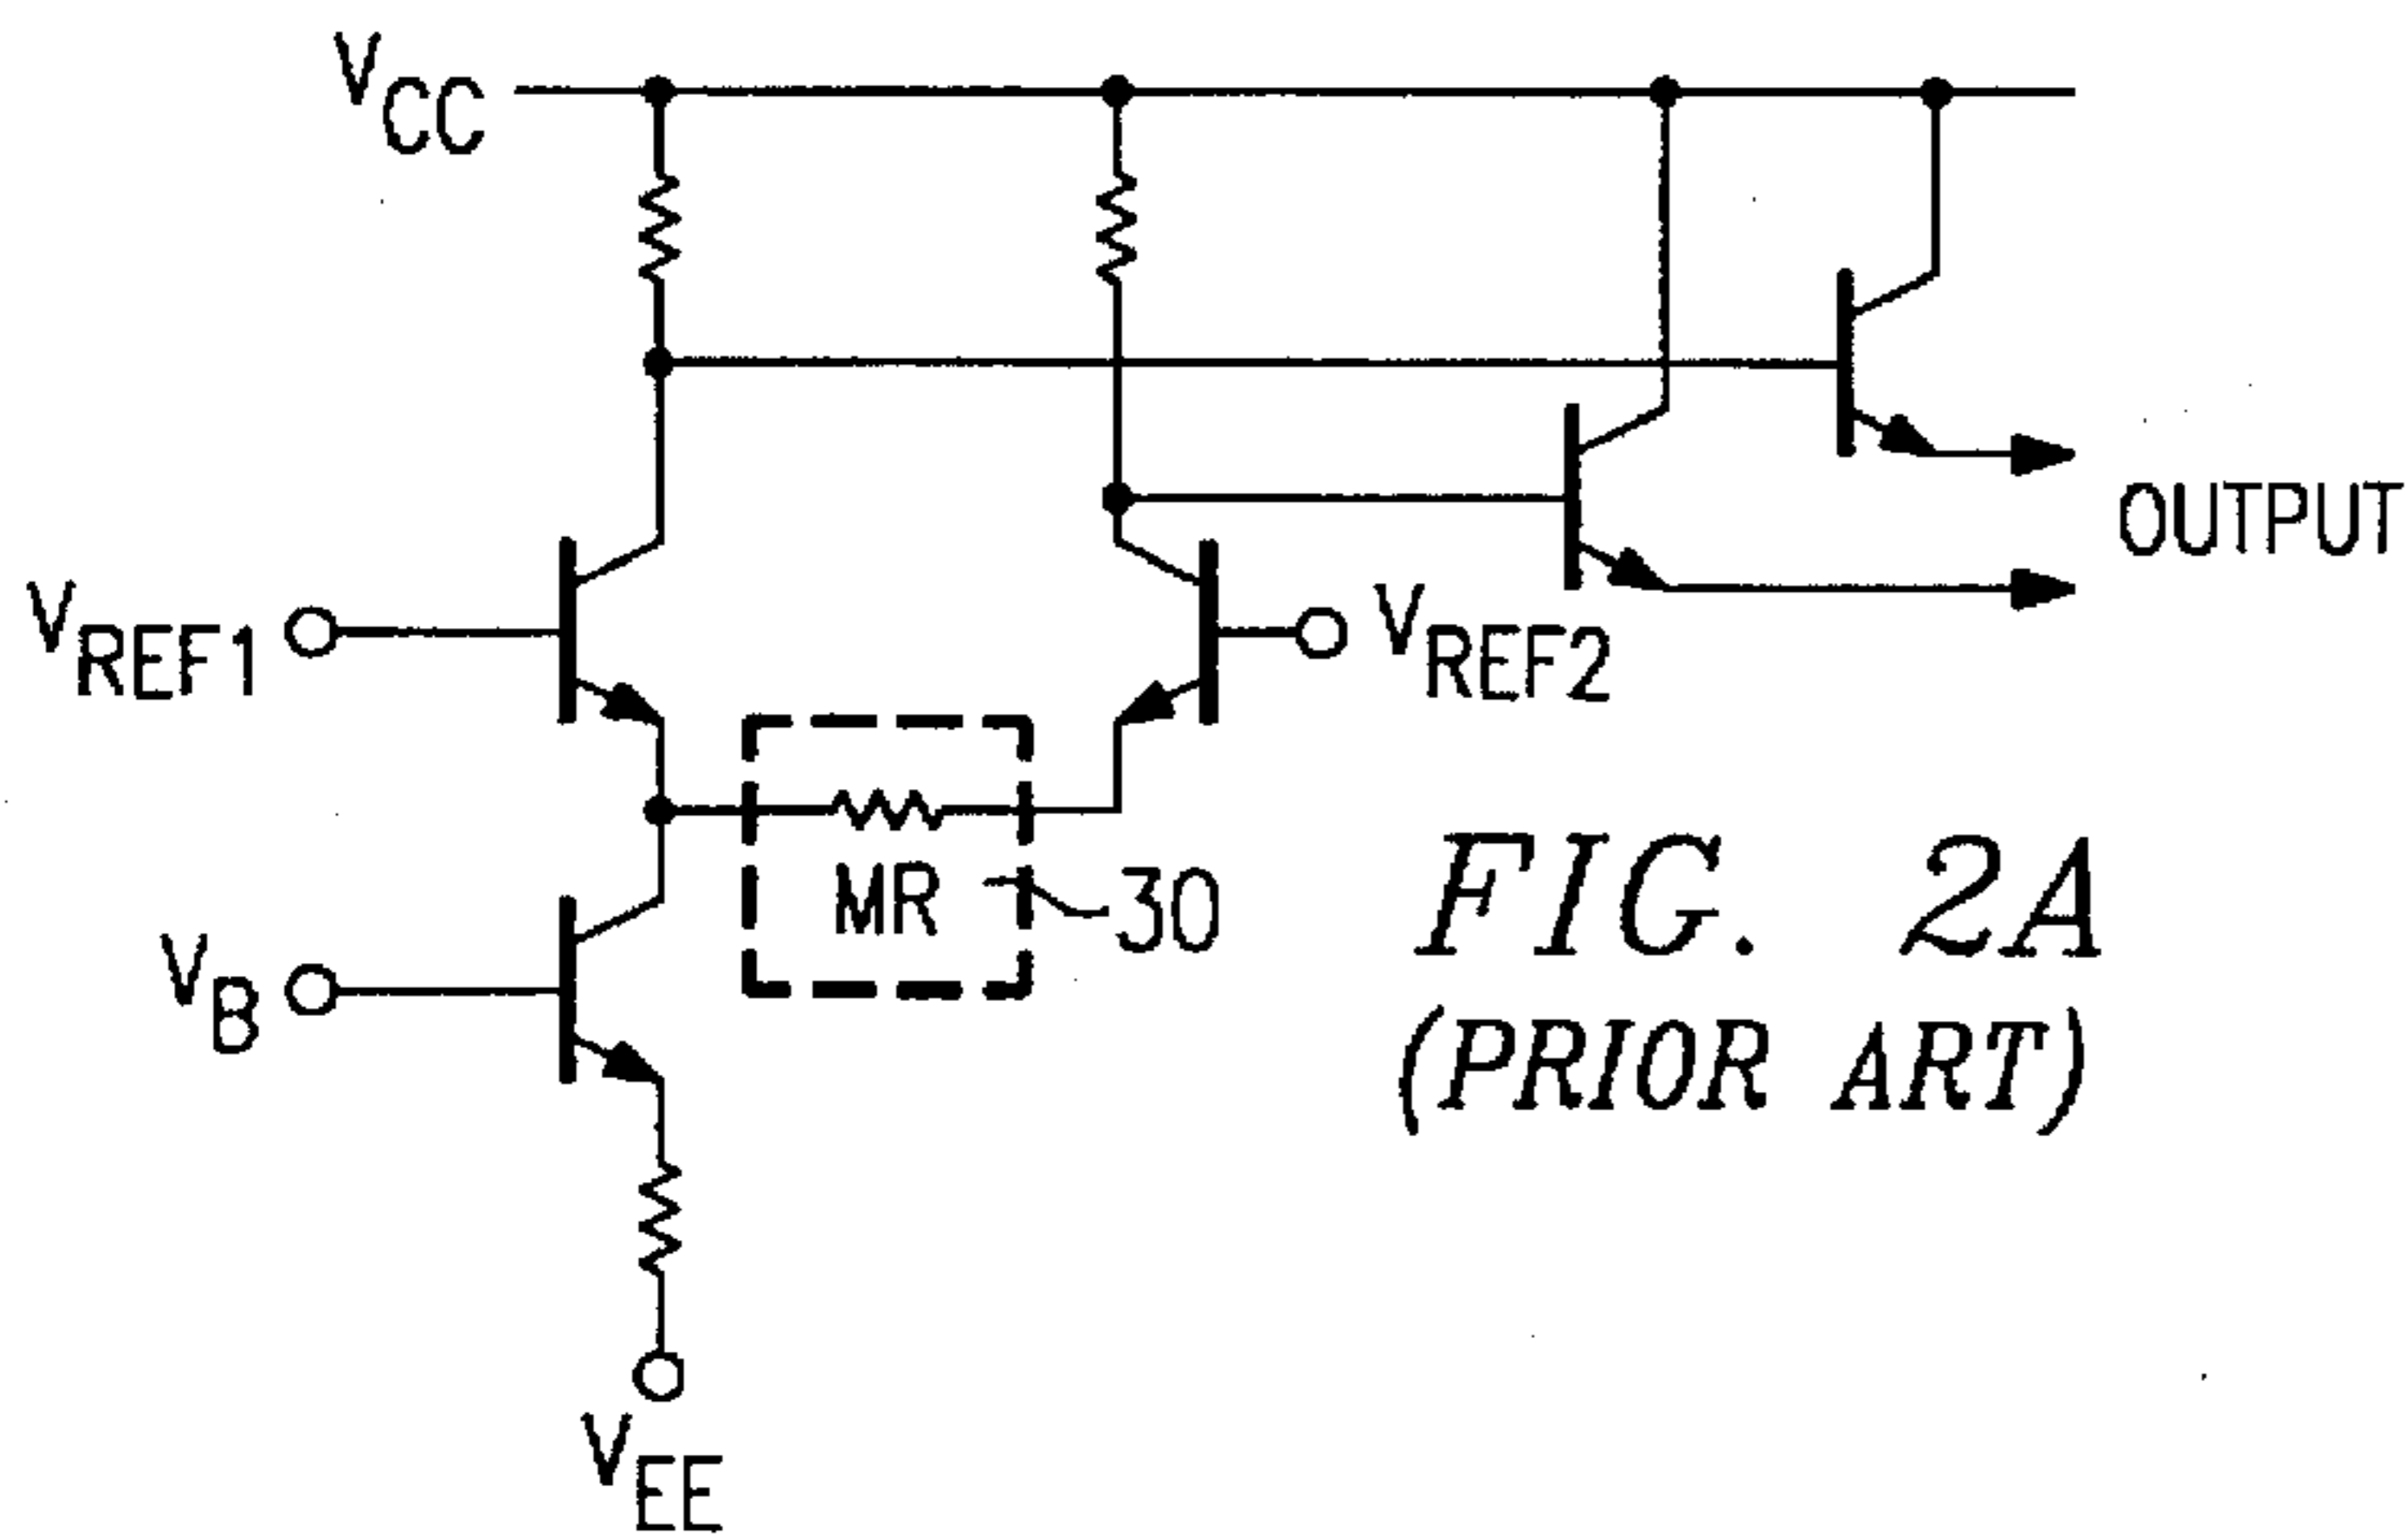 VCC
OUTPUT
VREF1
VREF2
MR
30
VB
FIG. 2A
(PRIOR ART)
VEE